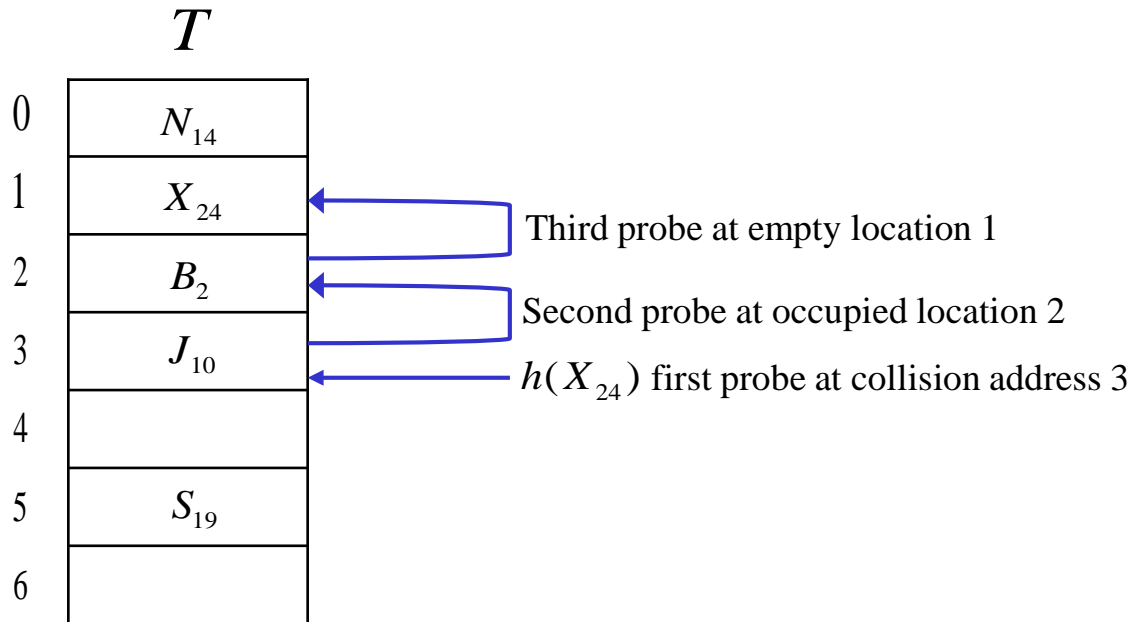 T
0 N₁₄
1 X₂₄
Third probe at empty location 1
2 B₂
Second probe at occupied location 2
3 J₁₀
h(X₂₄) first probe at collision address 3
4
5 S₁₉
6